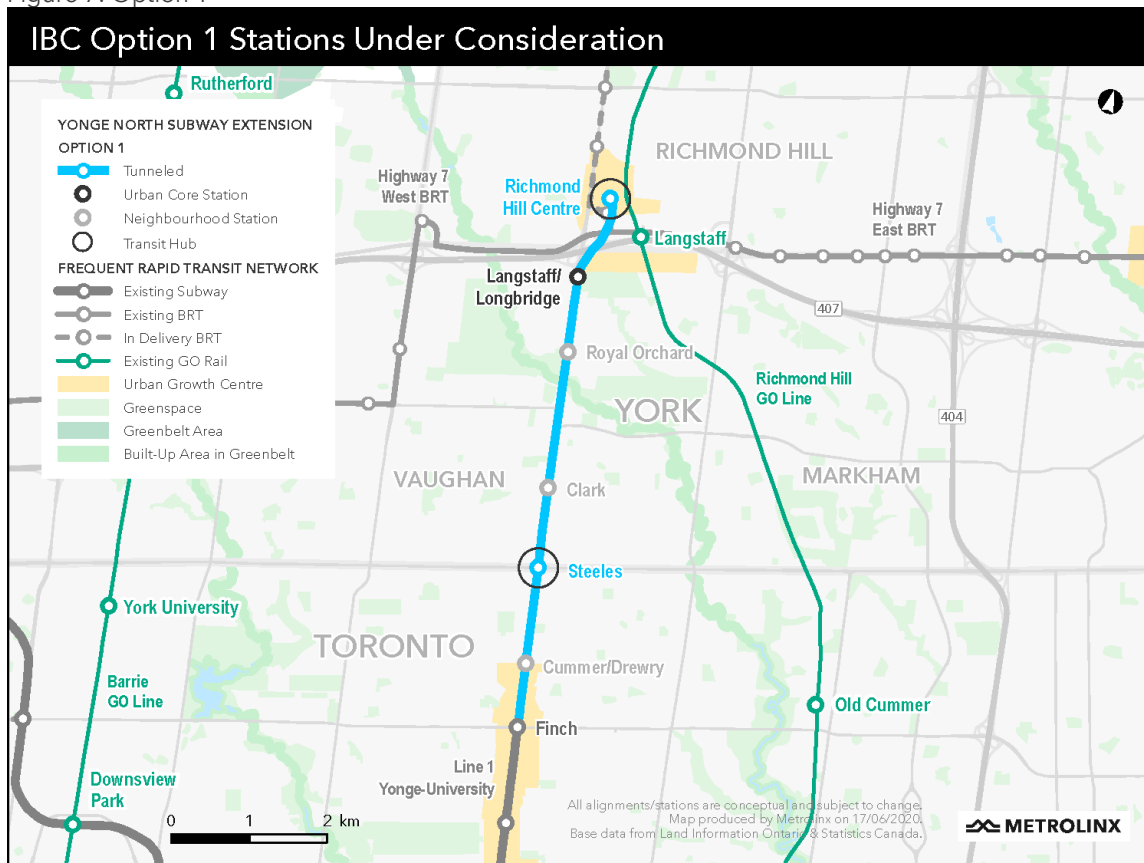 Figure 7: Option 1
IBC Option 1 Stations Under Consideration
Rutherford
YONGE NORTH SUBWAY EXTENSION
OPTION 1
Tunneled
Urban Core Station
Neighbourhood Station
Transit Hub
FREQUENT RAPID TRANSIT NETWORK
Existing Subway
Existing BRT
In Delivery BRT
Existing GO Rail
Urban Growth Centre
Greenspace
Greenbelt Area
Built-Up Area in Greenbelt
RICHMOND HILL
Highway 7
West BRT
Richmond
Hill Centre
Highway 7
East BRT
Langstaff
Langstaff/
Longbridge
407
Royal Orchard
Richmond Hill
GO Line
YORK
404
VAUGHAN
MARKHAM
Clark
Steeles
York University
TORONTO
Cummer/Drewry
Barrie
GO Line
Old Cummer
Finch
Line 1
Yonge-University
Downsview
Park
0 1 2 km
All alignments/stations are conceptual and subject to change.
Map produced by Metrolinx on 17/06/2020.
Base data from Land Information Ontario & Statistics Canada.
METROLINX